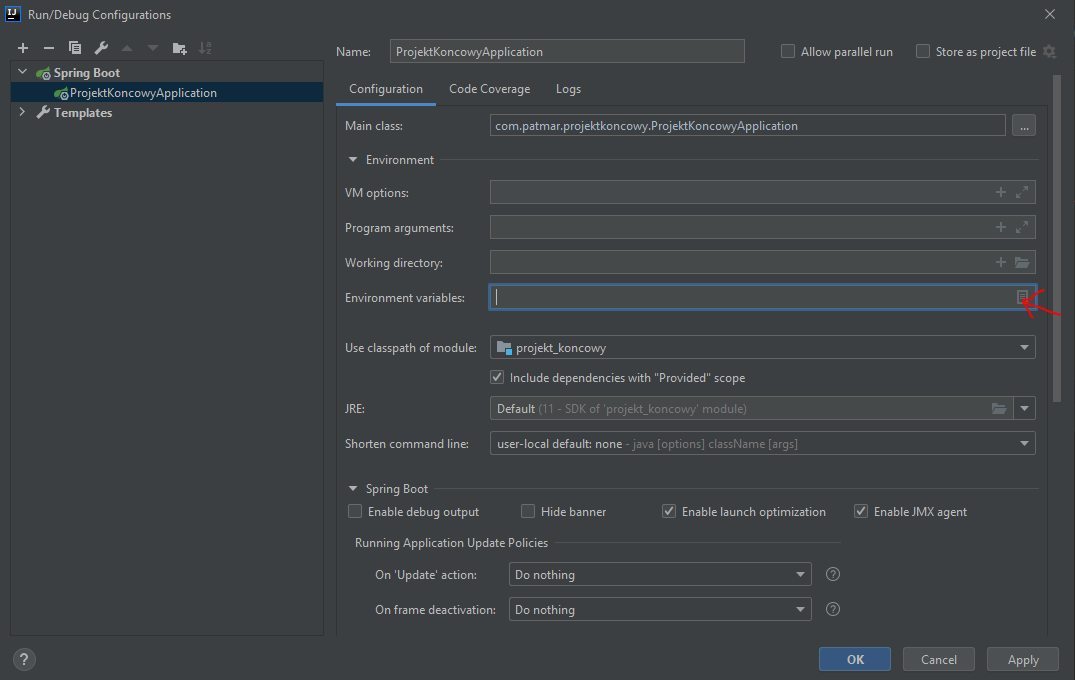 IJ Run/Debug Configurations
Name: ProjektKoncowyApplication Allow parallel run Store as project file
Spring Boot
ProjektKoncowyApplication
Templates
Configuration Code Coverage Logs
Main class: com.patmar.projektkoncowy.ProjektKoncowyApplication ...
Environment
VM options:
Program arguments:
Working directory:
Environment variables:
Use classpath of module: projekt_koncowy
Include dependencies with "Provided" scope
JRE: Default (11 - SDK of 'projekt_koncowy' module)
Shorten command line: user-local default: none - java [options] className [args]
Spring Boot
Enable debug output Hide banner Enable launch optimization Enable JMX agent
Running Application Update Policies
On 'Update' action: Do nothing ?
On frame deactivation: Do nothing ?
? OK Cancel Apply